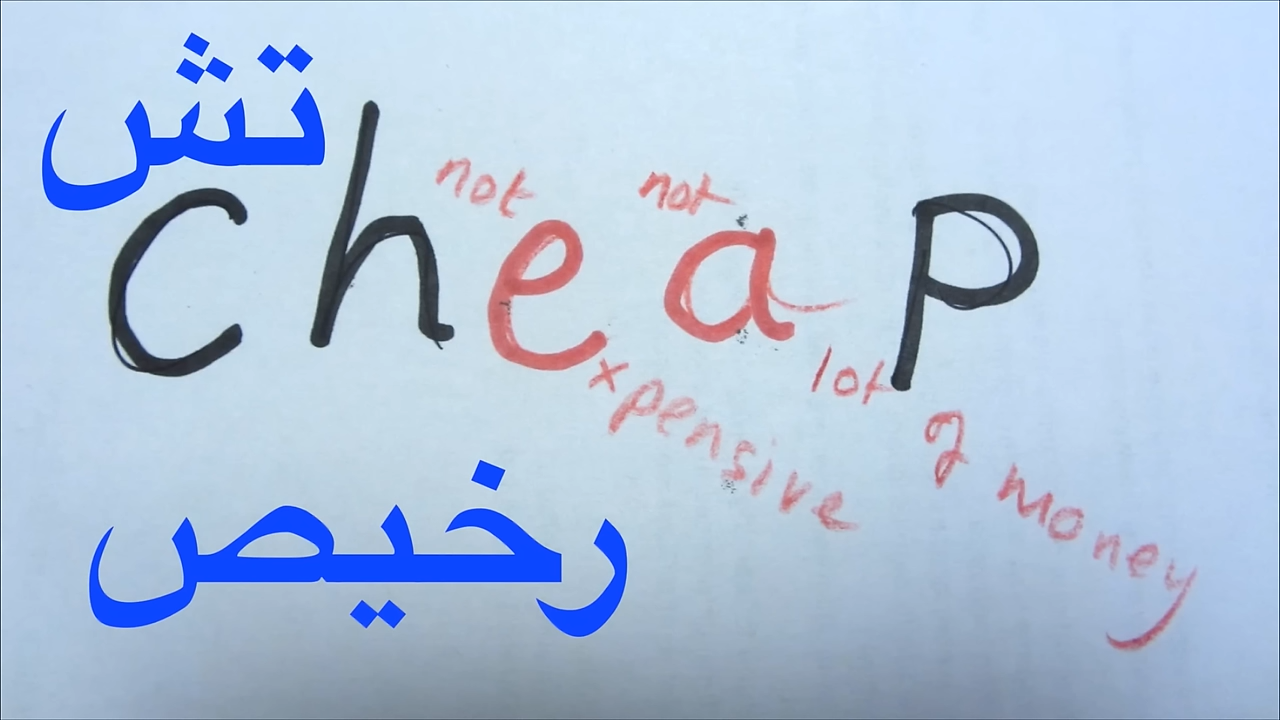 تش
cheap
not expensive
not a lot of money
رخيص